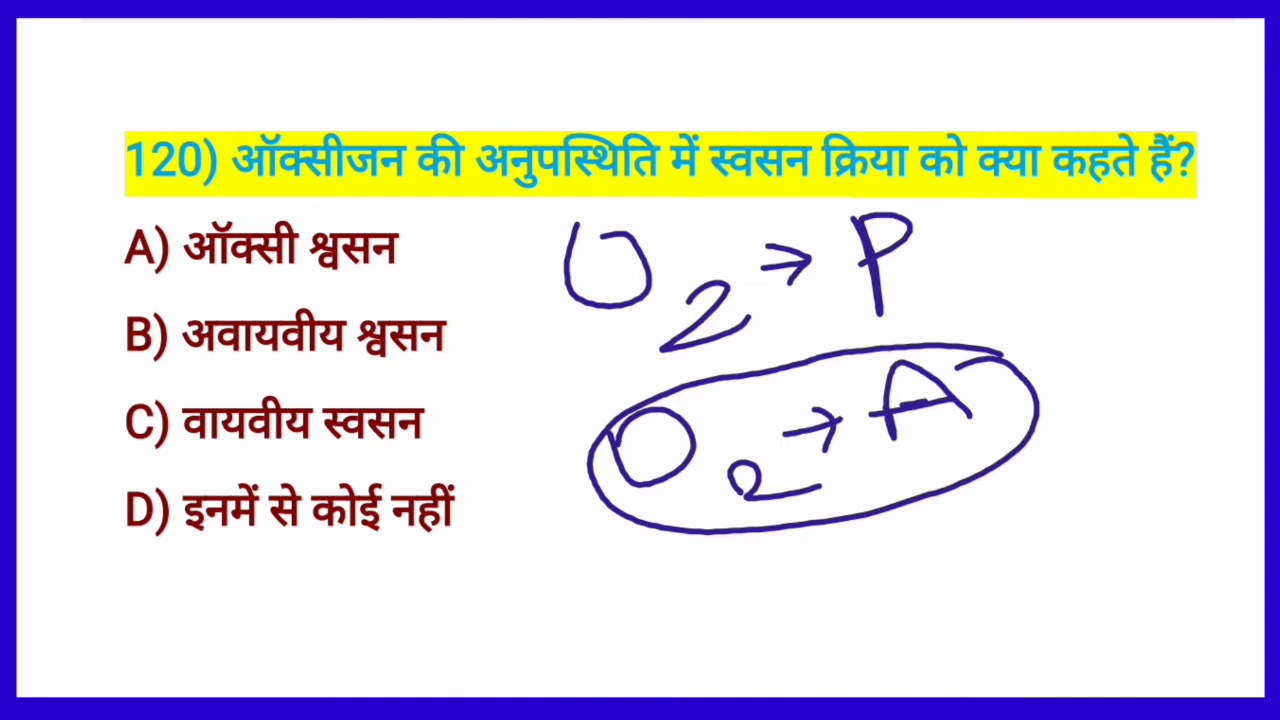 120) ऑक्सीजन की अनुपस्थिति में स्वसन क्रिया को क्या कहते हैं?
A) ऑक्सी श्वसन
B) अवायवीय श्वसन
C) वायवीय स्वसन
D) इनमें से कोई नहीं
O2 → P
O2 → A